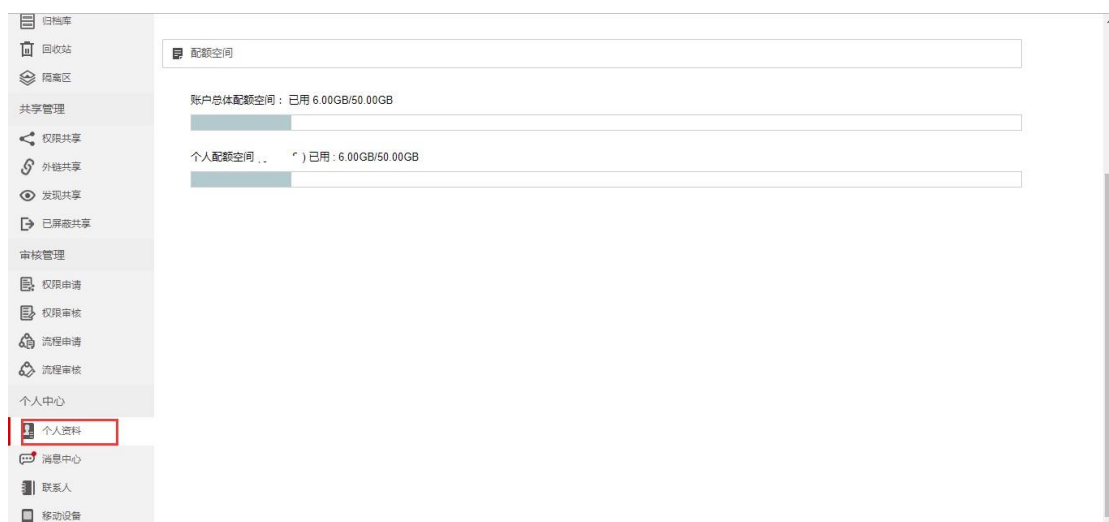 归档库
回收站
隔离区
共享管理
权限共享
外链共享
发现共享
已屏蔽共享
审核管理
权限申请
权限审核
流程申请
流程审核
个人中心
个人资料
消息中心
联系人
移动设备
配额空间
账户总体配额空间： 已用 6.00GB/50.00GB
个人配额空间 ) 已用 : 6.00GB/50.00GB